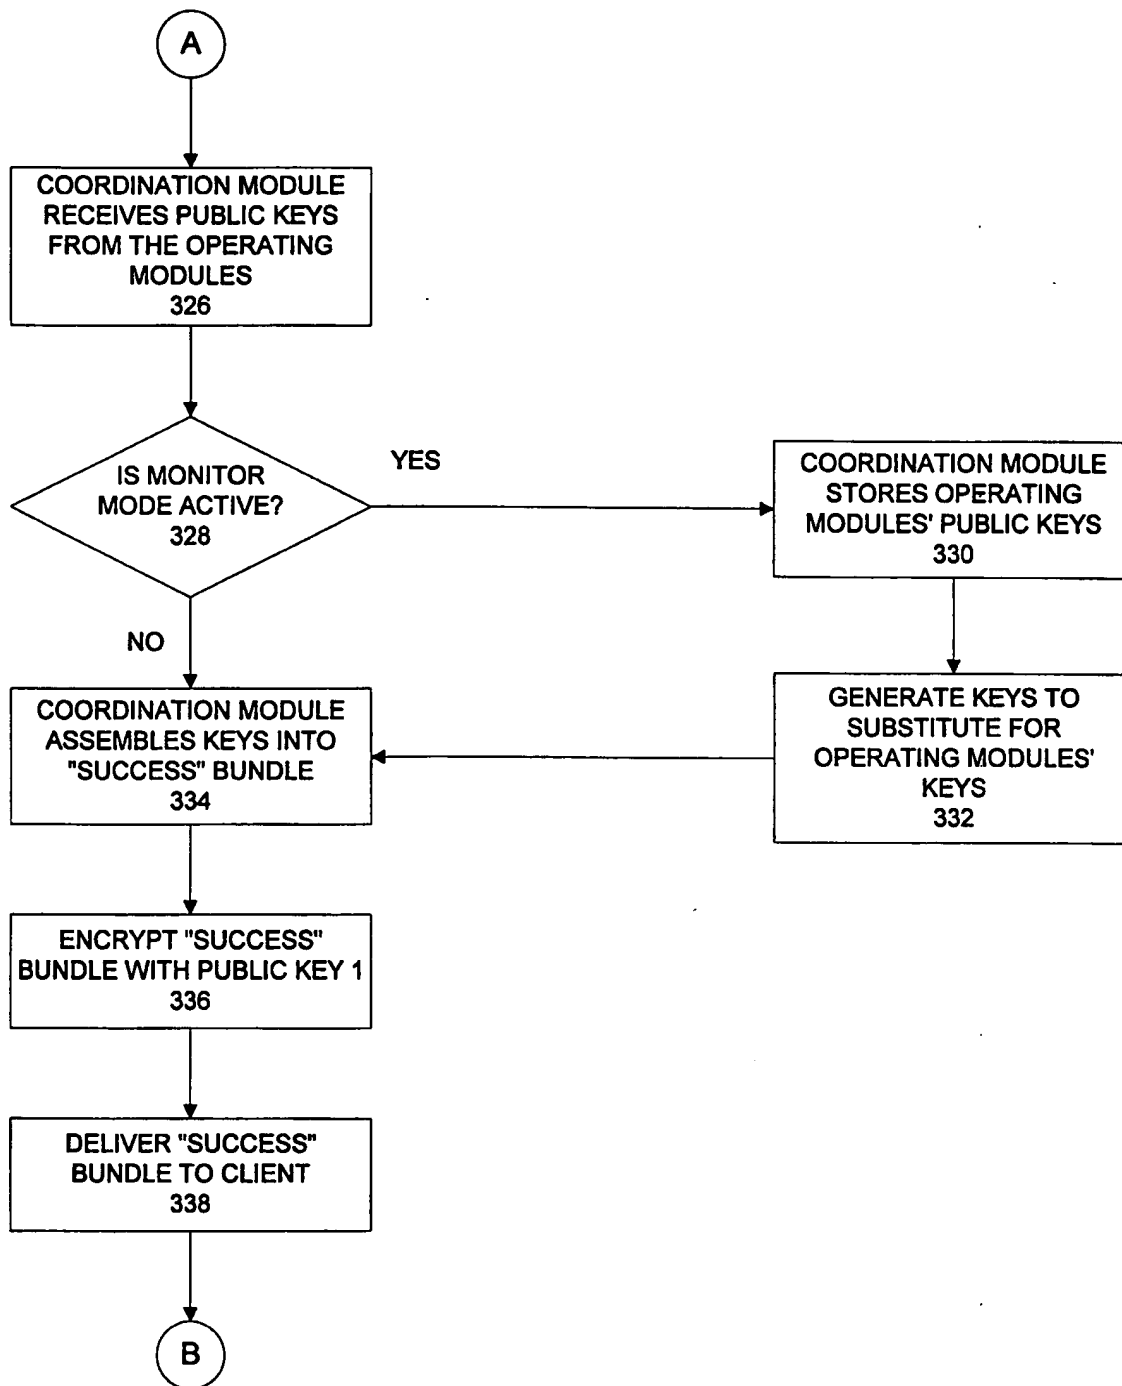 A
COORDINATION MODULE
RECEIVES PUBLIC KEYS
FROM THE OPERATING
MODULES
326
IS MONITOR
MODE ACTIVE?
328
YES
COORDINATION MODULE
STORES OPERATING
MODULES' PUBLIC KEYS
330
NO
GENERATE KEYS TO
SUBSTITUTE FOR
OPERATING MODULES'
KEYS
332
COORDINATION MODULE
ASSEMBLES KEYS INTO
"SUCCESS" BUNDLE
334
ENCRYPT "SUCCESS"
BUNDLE WITH PUBLIC KEY 1
336
DELIVER "SUCCESS"
BUNDLE TO CLIENT
338
B